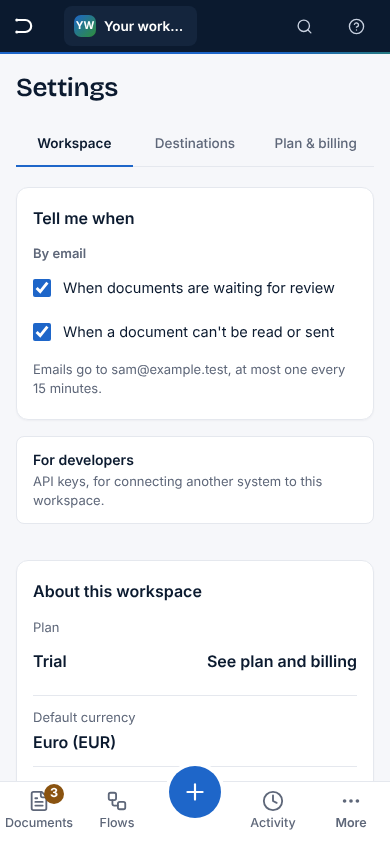 YW Your work...
Settings
Workspace Destinations Plan & billing
Tell me when
By email
When documents are waiting for review
When a document can't be read or sent
Emails go to sam@example.test, at most one every
15 minutes.
For developers
API keys, for connecting another system to this
workspace.
About this workspace
Plan
Trial See plan and billing
Default currency
Euro (EUR)
3
Documents Flows Activity More